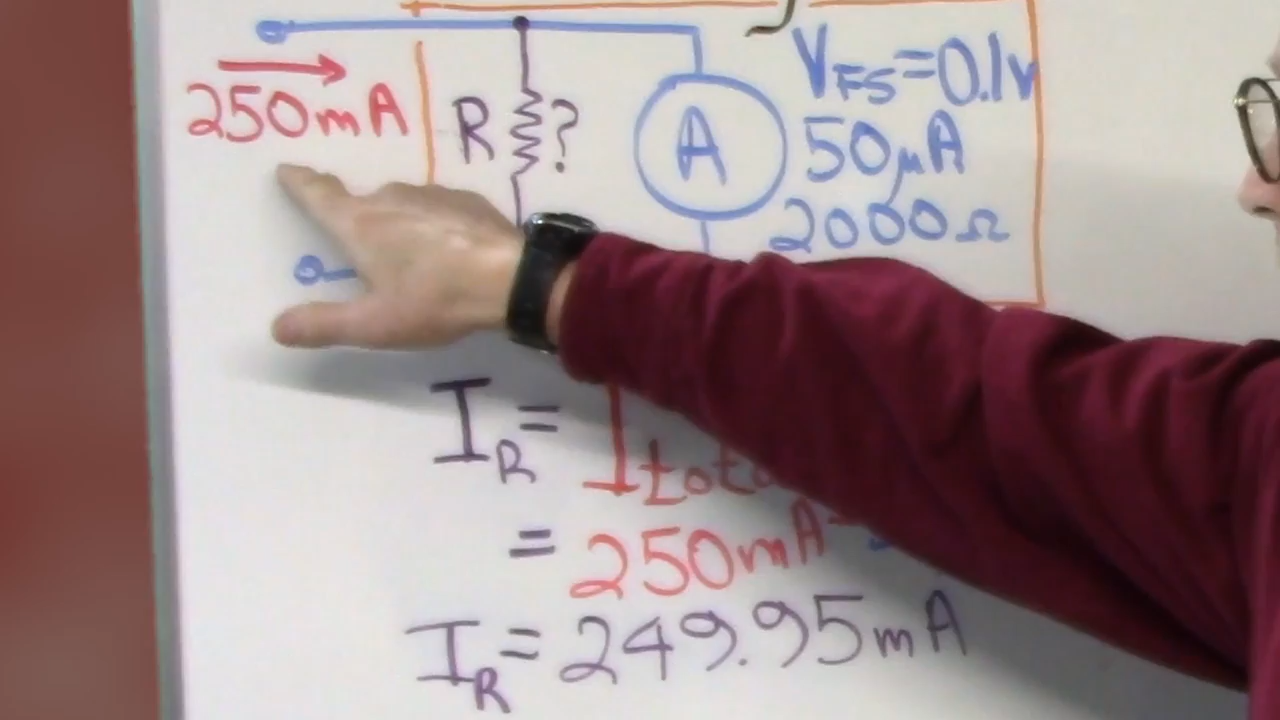 250mA
R ?
A
VFS=0.1v
50μA
2000Ω
IR= I
= 250mA-
IR= 249.95mA